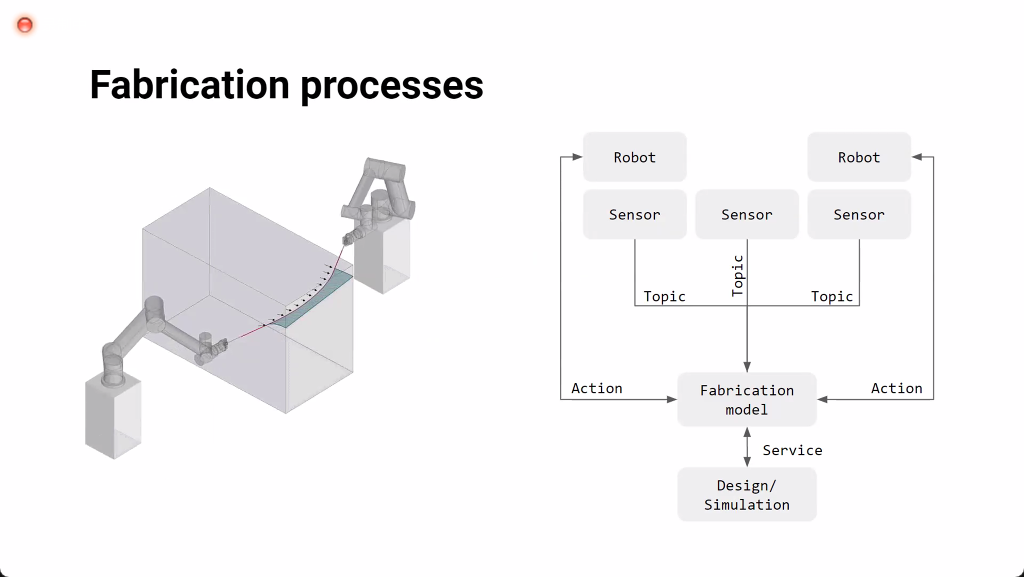 Fabrication processes
Robot
Robot
Sensor
Sensor
Sensor
Topic
Topic
Topic
Action
Action
Fabrication
model
Service
Design/
Simulation